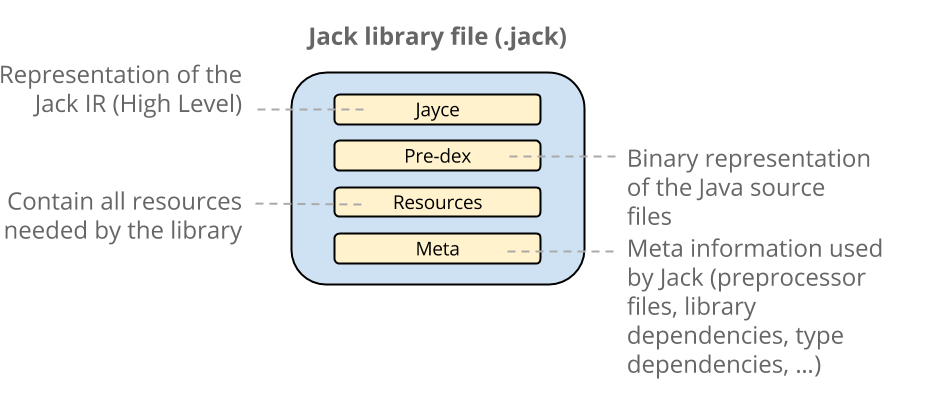 Jack library file (.jack)
Representation of the
Jack IR (High Level)
Jayce
Pre-dex
Binary representation
of the Java source
files
Contain all resources
needed by the library
Resources
Meta
Meta information used
by Jack (preprocessor
files, library
dependencies, type
dependencies, ...)